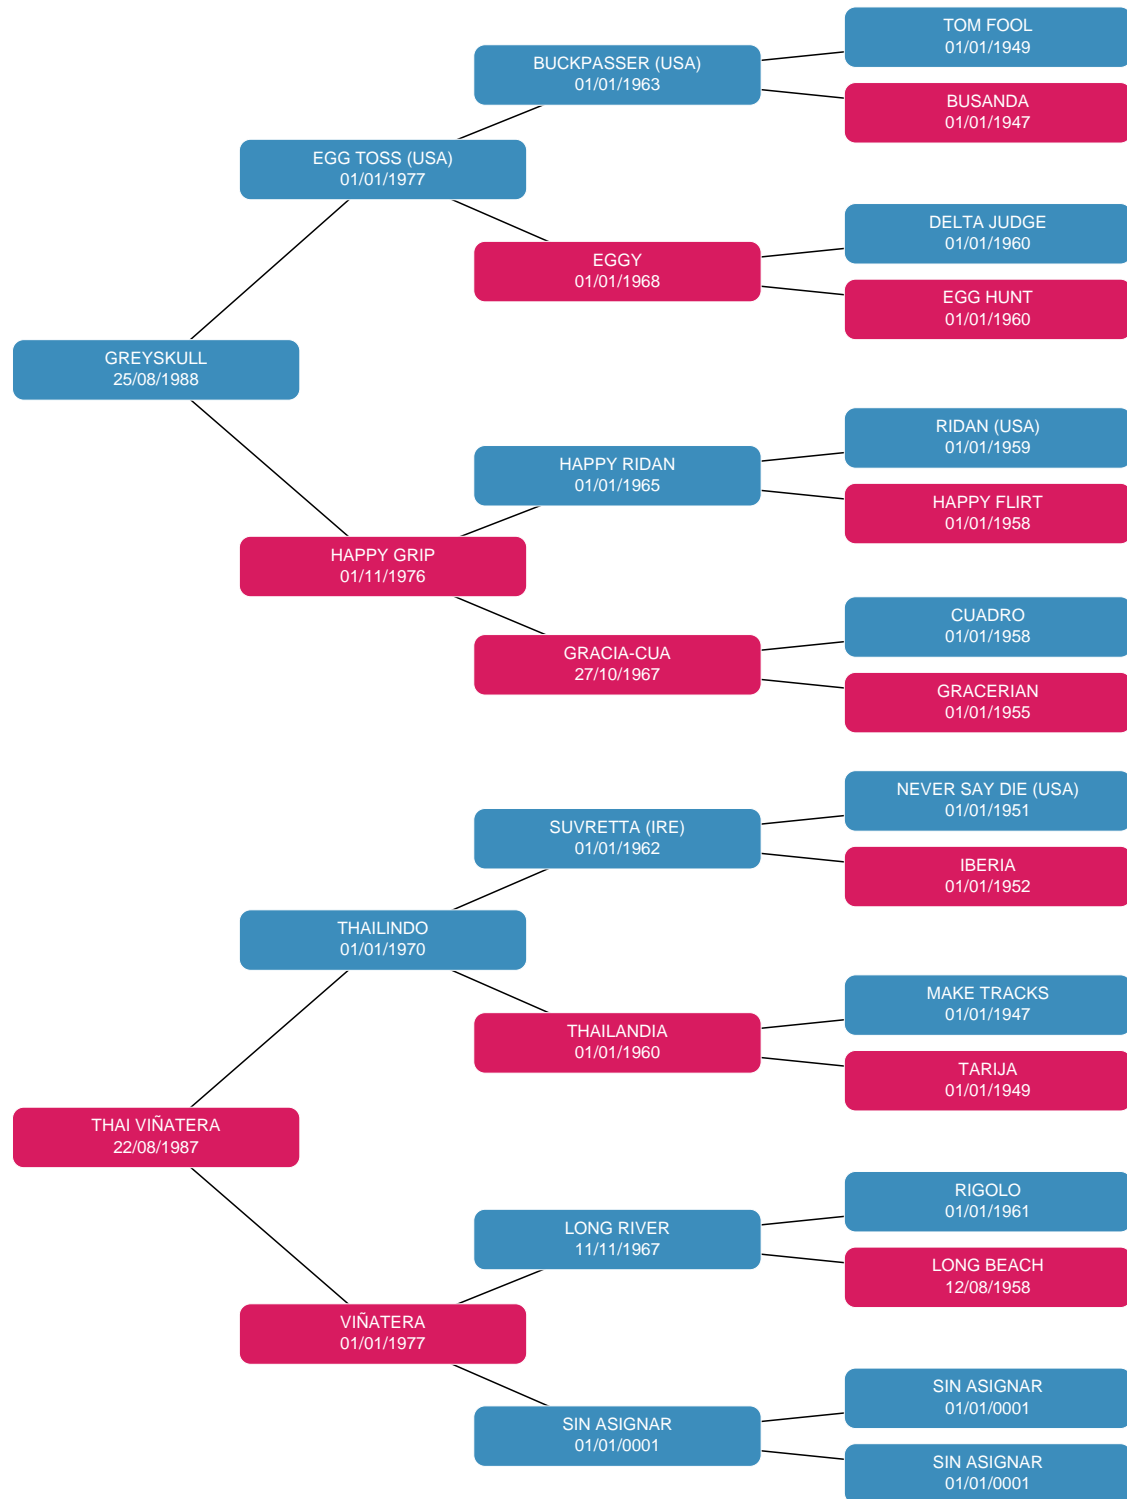 TOM FOOL
01/01/1949
BUCKPASSER (USA)
01/01/1963
BUSANDA
01/01/1947
EGG TOSS (USA)
01/01/1977
DELTA JUDGE
01/01/1960
EGGY
01/01/1968
EGG HUNT
01/01/1960
GREYSKULL
25/08/1988
RIDAN (USA)
01/01/1959
HAPPY RIDAN
01/01/1965
HAPPY FLIRT
01/01/1958
HAPPY GRIP
01/11/1976
CUADRO
01/01/1958
GRACIA-CUA
27/10/1967
GRACERIAN
01/01/1955
NEVER SAY DIE (USA)
01/01/1951
SUVRETTA (IRE)
01/01/1962
IBERIA
01/01/1952
THAILINDO
01/01/1970
MAKE TRACKS
01/01/1947
THAILANDIA
01/01/1960
TARIJA
01/01/1949
THAI VIÑATERA
22/08/1987
RIGOLO
01/01/1961
LONG RIVER
11/11/1967
LONG BEACH
12/08/1958
VIÑATERA
01/01/1977
SIN ASIGNAR
01/01/0001
SIN ASIGNAR
01/01/0001
SIN ASIGNAR
01/01/0001